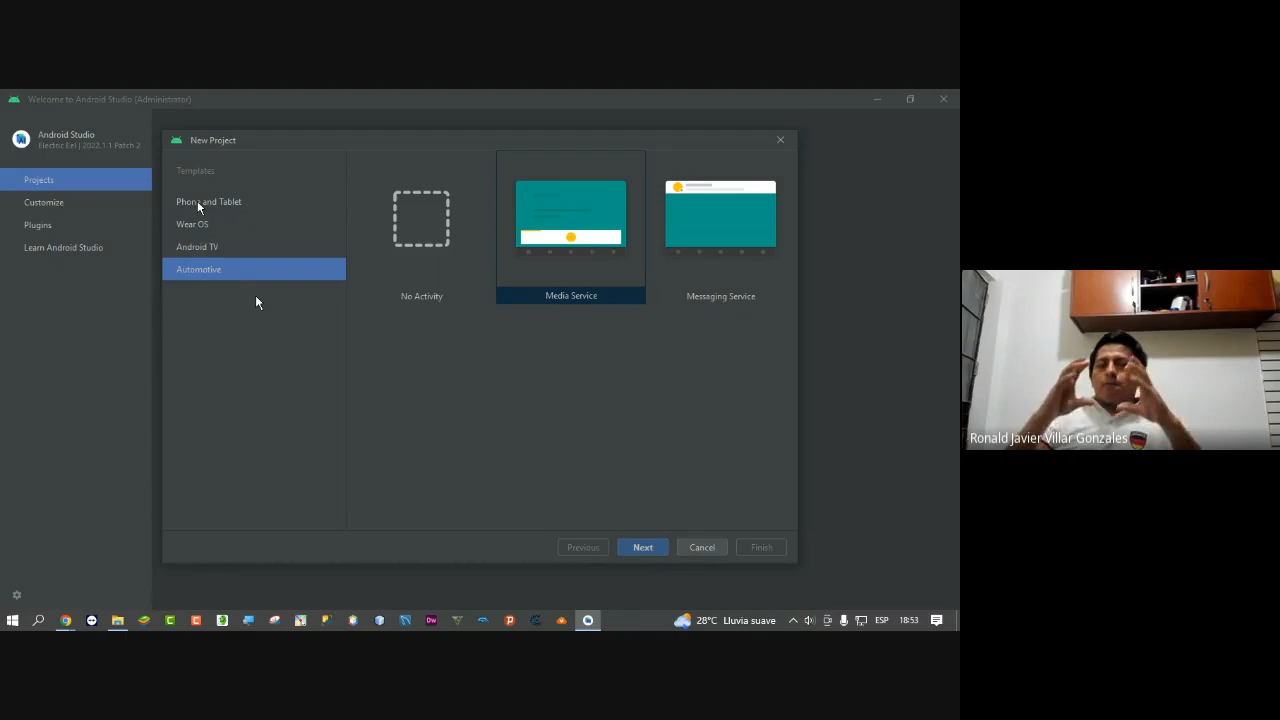 Welcome to Android Studio (Administrator)
Android Studio
Electric Eel | 2022.1.1 Patch 2
Projects
Customize
Plugins
Learn Android Studio
New Project
Templates
Phone and Tablet
Wear OS
Android TV
Automotive
No Activity
Media Service
Messaging Service
Previous
Next
Cancel
Finish
28°C Lluvia suave
ESP
18:53
Ronald Javier Villar Gonzales